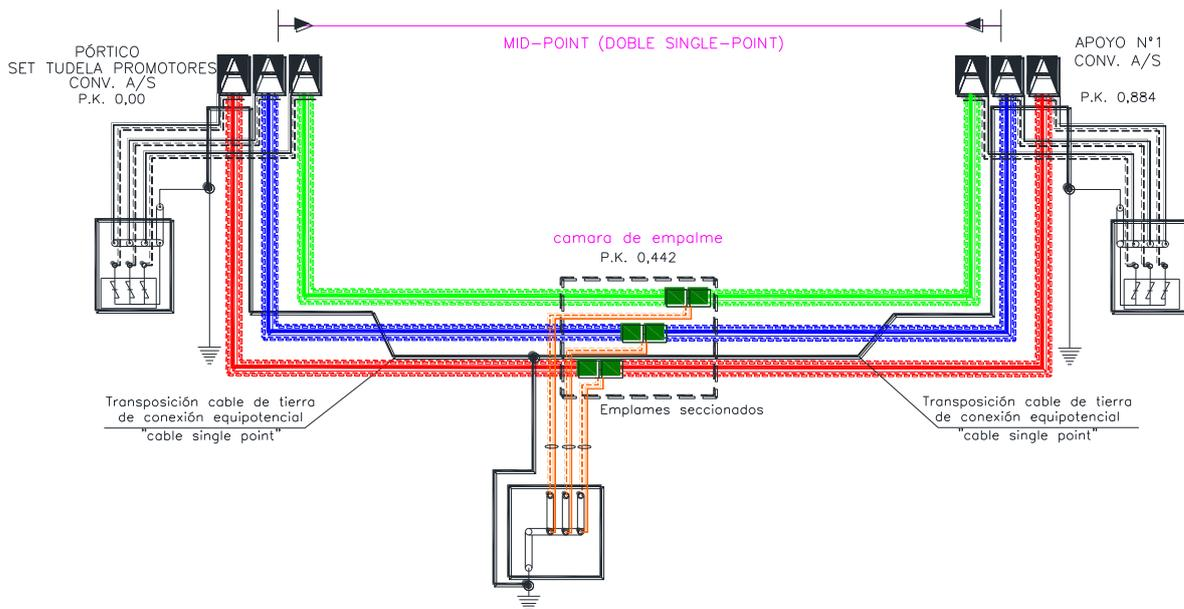 MID-POINT (DOBLE SINGLE-POINT)
PÓRTICO
SET TUDELA PROMOTORES
CONV. A/S
P.K. 0,00
APOYO N°1
CONV. A/S
P.K. 0,884
camara de empalme
P.K. 0,442
Emplames seccionados
Transposición cable de tierra
de conexión equipotencial
"cable single point"
Transposición cable de tierra
de conexión equipotencial
"cable single point"